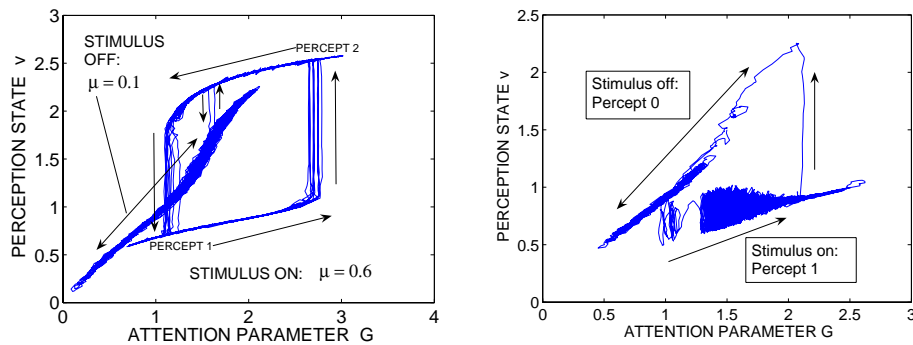 3
2.5
2
1.5
1
0.5
0
0
1
2
3
4
PERCEPTION STATE v
ATTENTION PARAMETER G
STIMULUS
OFF:
μ = 0.1
PERCEPT 2
PERCEPT 1
STIMULUS ON: μ = 0.6
2.5
2
1.5
1
0.5
0
0
0.5
1
1.5
2
2.5
3
PERCEPTION STATE v
ATTENTION PARAMETER G
Stimulus off:
Percept 0
Stimulus on:
Percept 1